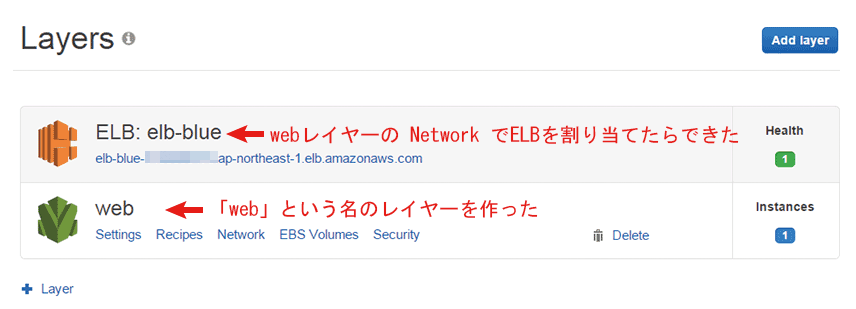 Layers
Add layer
ELB: elb-blue
webレイヤーの Network でELBを割り当てたらできた
Health
elb-blue- ap-northeast-1.elb.amazonaws.com
1
web
「web」という名のレイヤーを作った
Instances
Settings Recipes Network EBS Volumes Security Delete
1
Layer